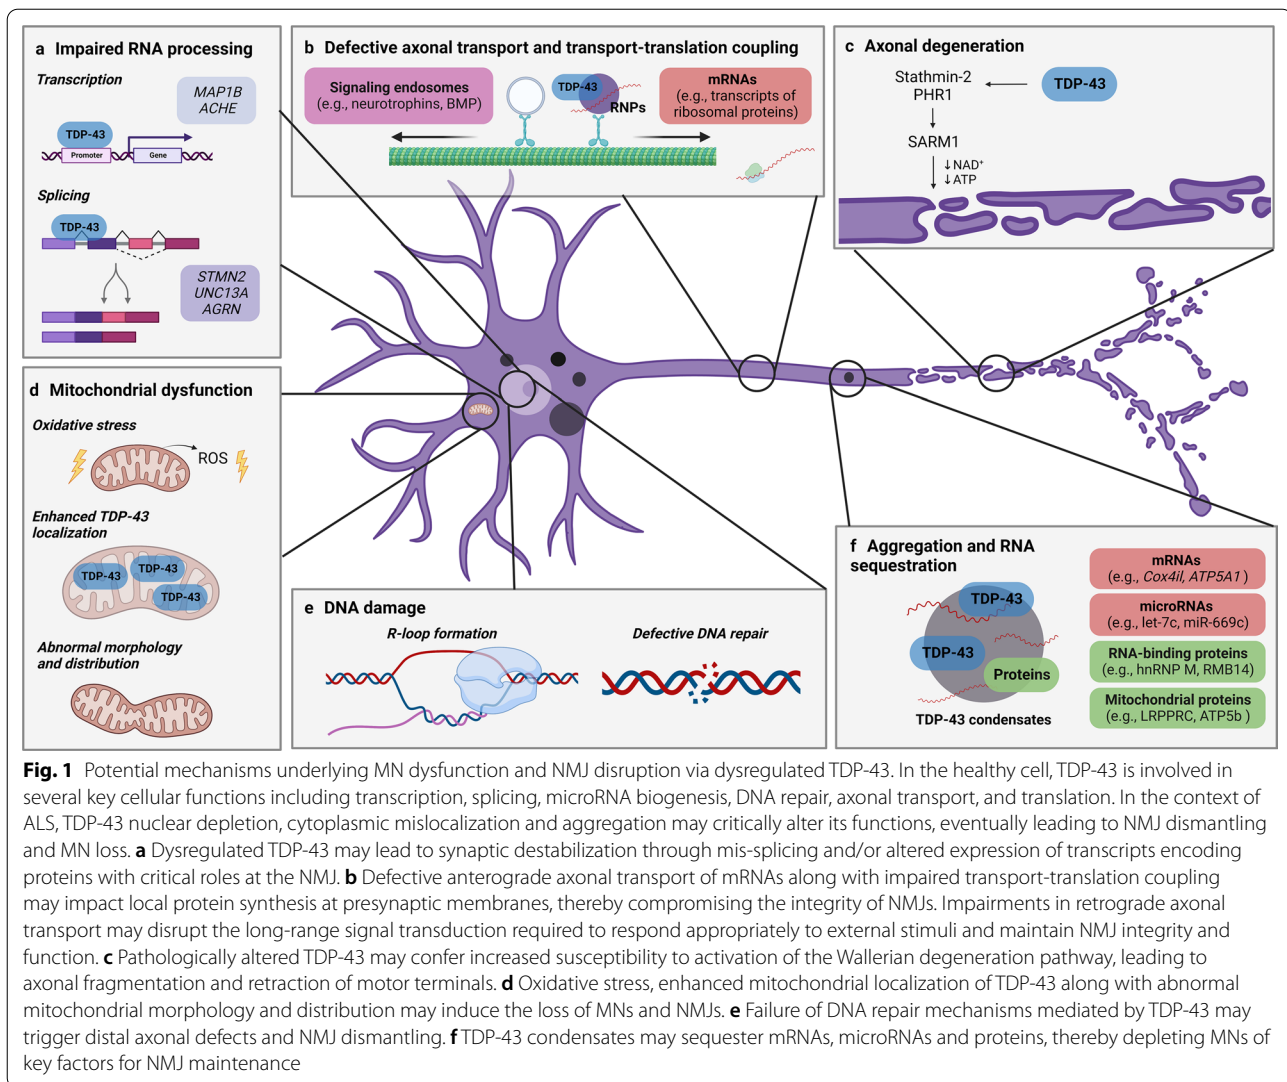 a Impaired RNA processing
Transcription
MAP1B
ACHE
TDP-43
Promoter
Gene
Splicing
TDP-43
STMN2
UNC13A
AGRN
b Defective axonal transport and transport-translation coupling
Signaling endosomes
(e.g., neurotrophins, BMP)
TDP-43
RNPs
mRNAs
(e.g., transcripts of
ribosomal proteins)
c Axonal degeneration
Stathmin-2
PHR1
TDP-43
SARM1
↓NAD⁺
↓ATP
d Mitochondrial dysfunction
Oxidative stress
ROS
Enhanced TDP-43
localization
TDP-43
TDP-43
TDP-43
Abnormal morphology
and distribution
e DNA damage
R-loop formation
Defective DNA repair
f Aggregation and RNA
sequestration
TDP-43
TDP-43
Proteins
TDP-43 condensates
mRNAs
(e.g., Cox4il, ATP5A1 )
microRNAs
(e.g., let-7c, miR-669c)
RNA-binding proteins
(e.g., hnRNP M, RMB14)
Mitochondrial proteins
(e.g., LRPPRC, ATP5b )
Fig. 1 Potential mechanisms underlying MN dysfunction and NMJ disruption via dysregulated TDP-43. In the healthy cell, TDP-43 is involved in
several key cellular functions including transcription, splicing, microRNA biogenesis, DNA repair, axonal transport, and translation. In the context of
ALS, TDP-43 nuclear depletion, cytoplasmic mislocalization and aggregation may critically alter its functions, eventually leading to NMJ dismantling
and MN loss. a Dysregulated TDP-43 may lead to synaptic destabilization through mis-splicing and/or altered expression of transcripts encoding
proteins with critical roles at the NMJ. b Defective anterograde axonal transport of mRNAs along with impaired transport-translation coupling
may impact local protein synthesis at presynaptic membranes, thereby compromising the integrity of NMJs. Impairments in retrograde axonal
transport may disrupt the long-range signal transduction required to respond appropriately to external stimuli and maintain NMJ integrity and
function. c Pathologically altered TDP-43 may confer increased susceptibility to activation of the Wallerian degeneration pathway, leading to
axonal fragmentation and retraction of motor terminals. d Oxidative stress, enhanced mitochondrial localization of TDP-43 along with abnormal
mitochondrial morphology and distribution may induce the loss of MNs and NMJs. e Failure of DNA repair mechanisms mediated by TDP-43 may
trigger distal axonal defects and NMJ dismantling. f TDP-43 condensates may sequester mRNAs, microRNAs and proteins, thereby depleting MNs of
key factors for NMJ maintenance